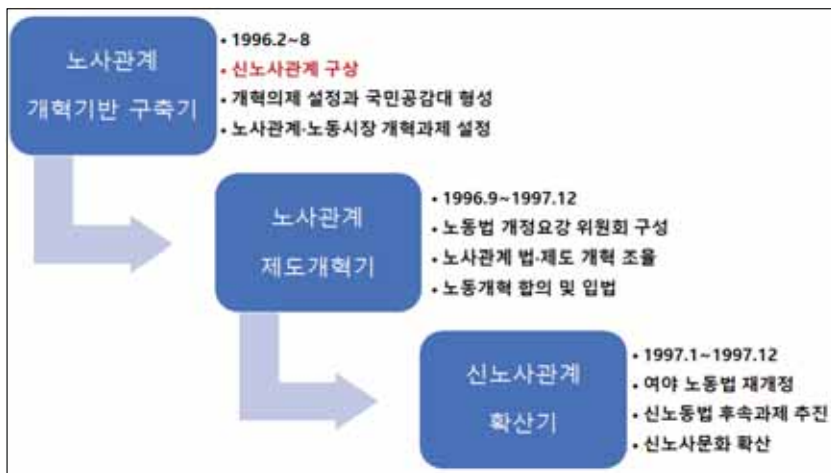 노사관계
개혁기반 구축기
• 1996.2~8
• 신노사관계 구상
• 개혁의제 설정과 국민공감대 형성
• 노사관계·노동시장 개혁과제 설정
노사관계
제도개혁기
• 1996.9~1997.12
• 노동법 개정요강 위원회 구성
• 노사관계 법·제도 개혁 조율
• 노동개혁 합의 및 입법
신노사관계
확산기
• 1997.1~1997.12
• 여야 노동법 재개정
• 신노동법 후속과제 추진
• 신노사문화 확산